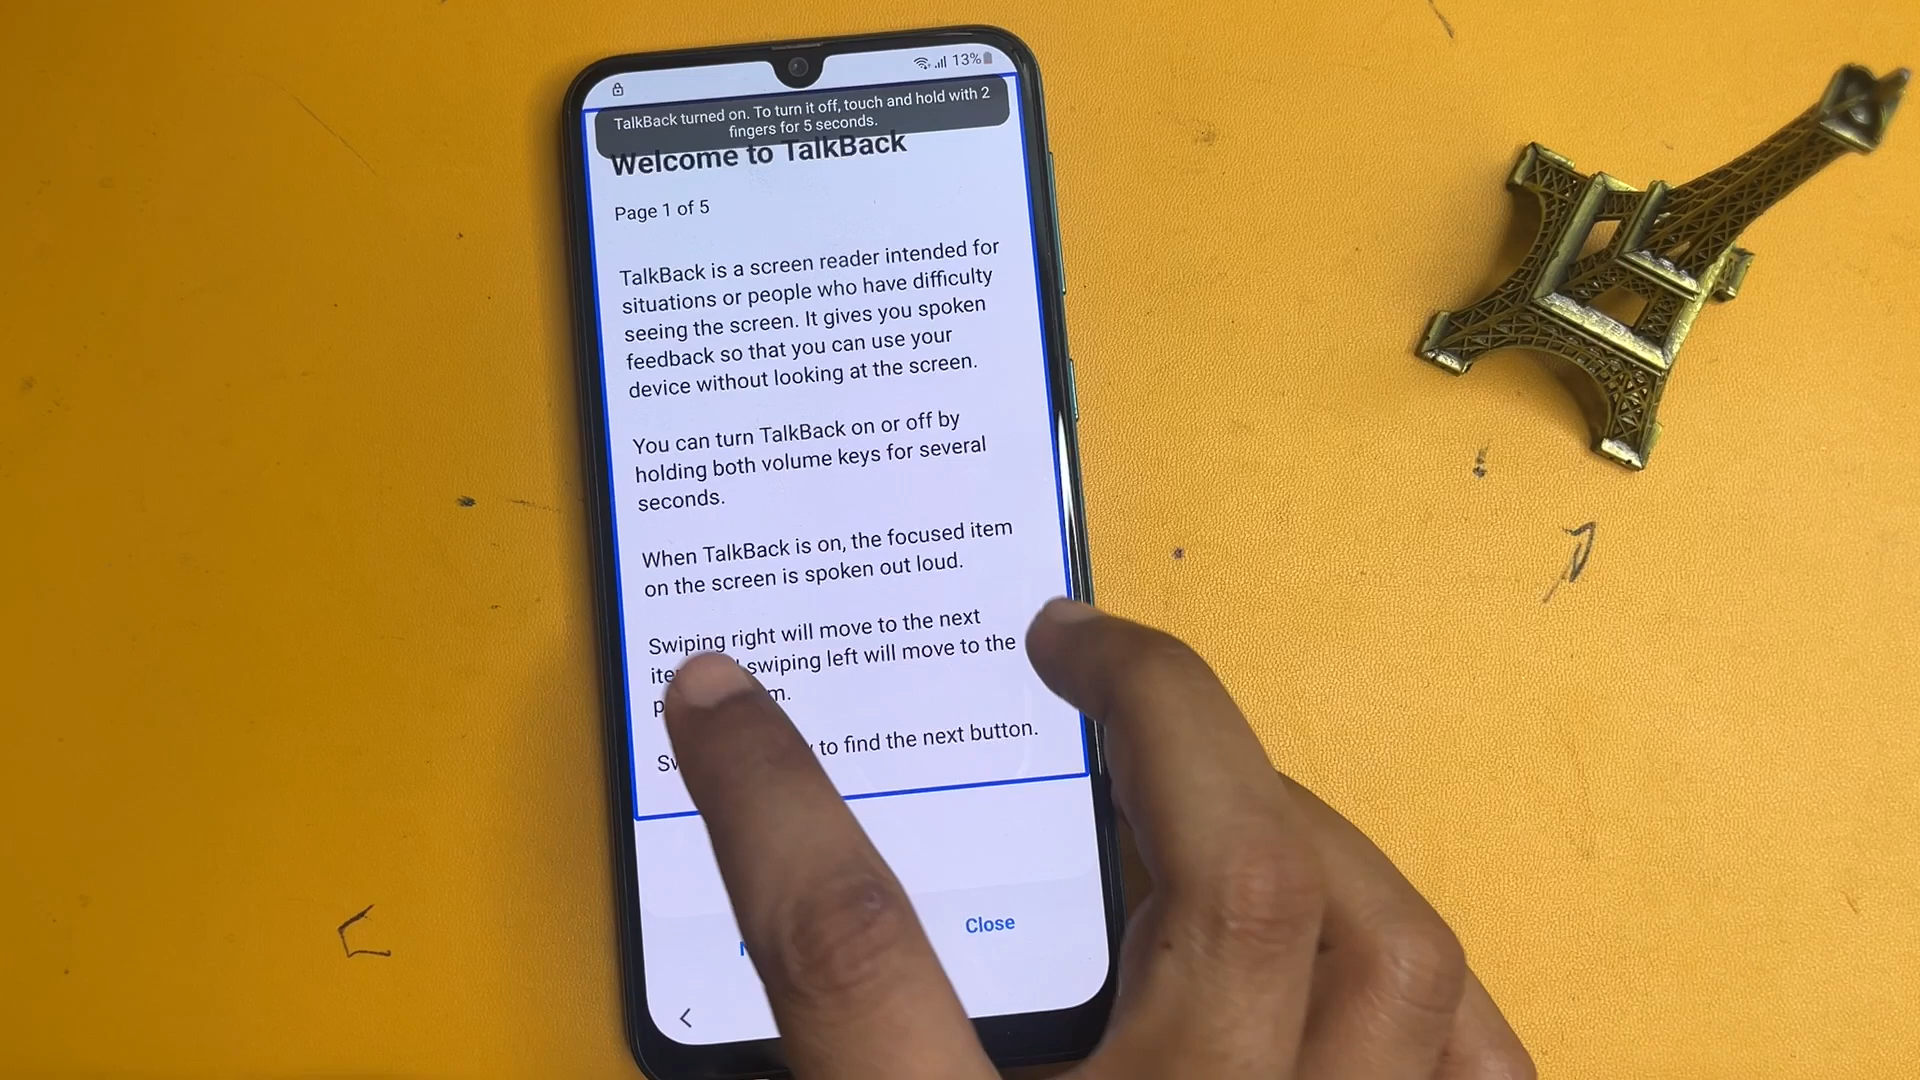 13%
TalkBack turned on. To turn it off, touch and hold with 2
fingers for 5 seconds.
Welcome to TalkBack
Page 1 of 5
TalkBack is a screen reader intended for
situations or people who have difficulty
seeing the screen. It gives you spoken
feedback so that you can use your
device without looking at the screen.
You can turn TalkBack on or off by
holding both volume keys for several
seconds.
When TalkBack is on, the focused item
on the screen is spoken out loud.
Swiping right will move to the next
swiping left will move to the
to find the next button.
Close